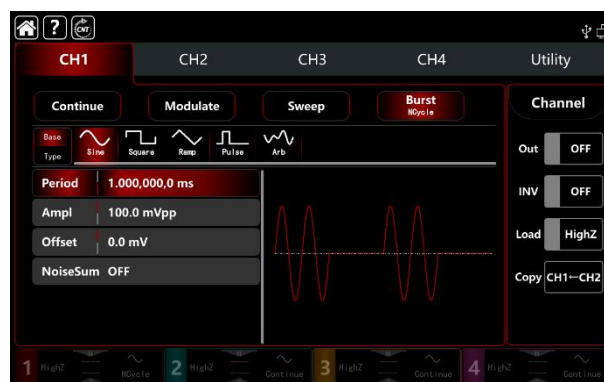 ? CNT
CH1 CH2 CH3 CH4 Utility
Continue Modulate Sweep Burst NCycle
Channel
Base Type Sine Square Ramp Pulse Arb
Out OFF
Period 1.000,000,0 ms
INV OFF
Ampl 100.0 mVpp
Load HighZ
Offset 0.0 mV
NoiseSum OFF
Copy CH1←CH2
1 HighZ NCycle 2 HighZ Continue 3 HighZ Continue 4 HighZ Continue